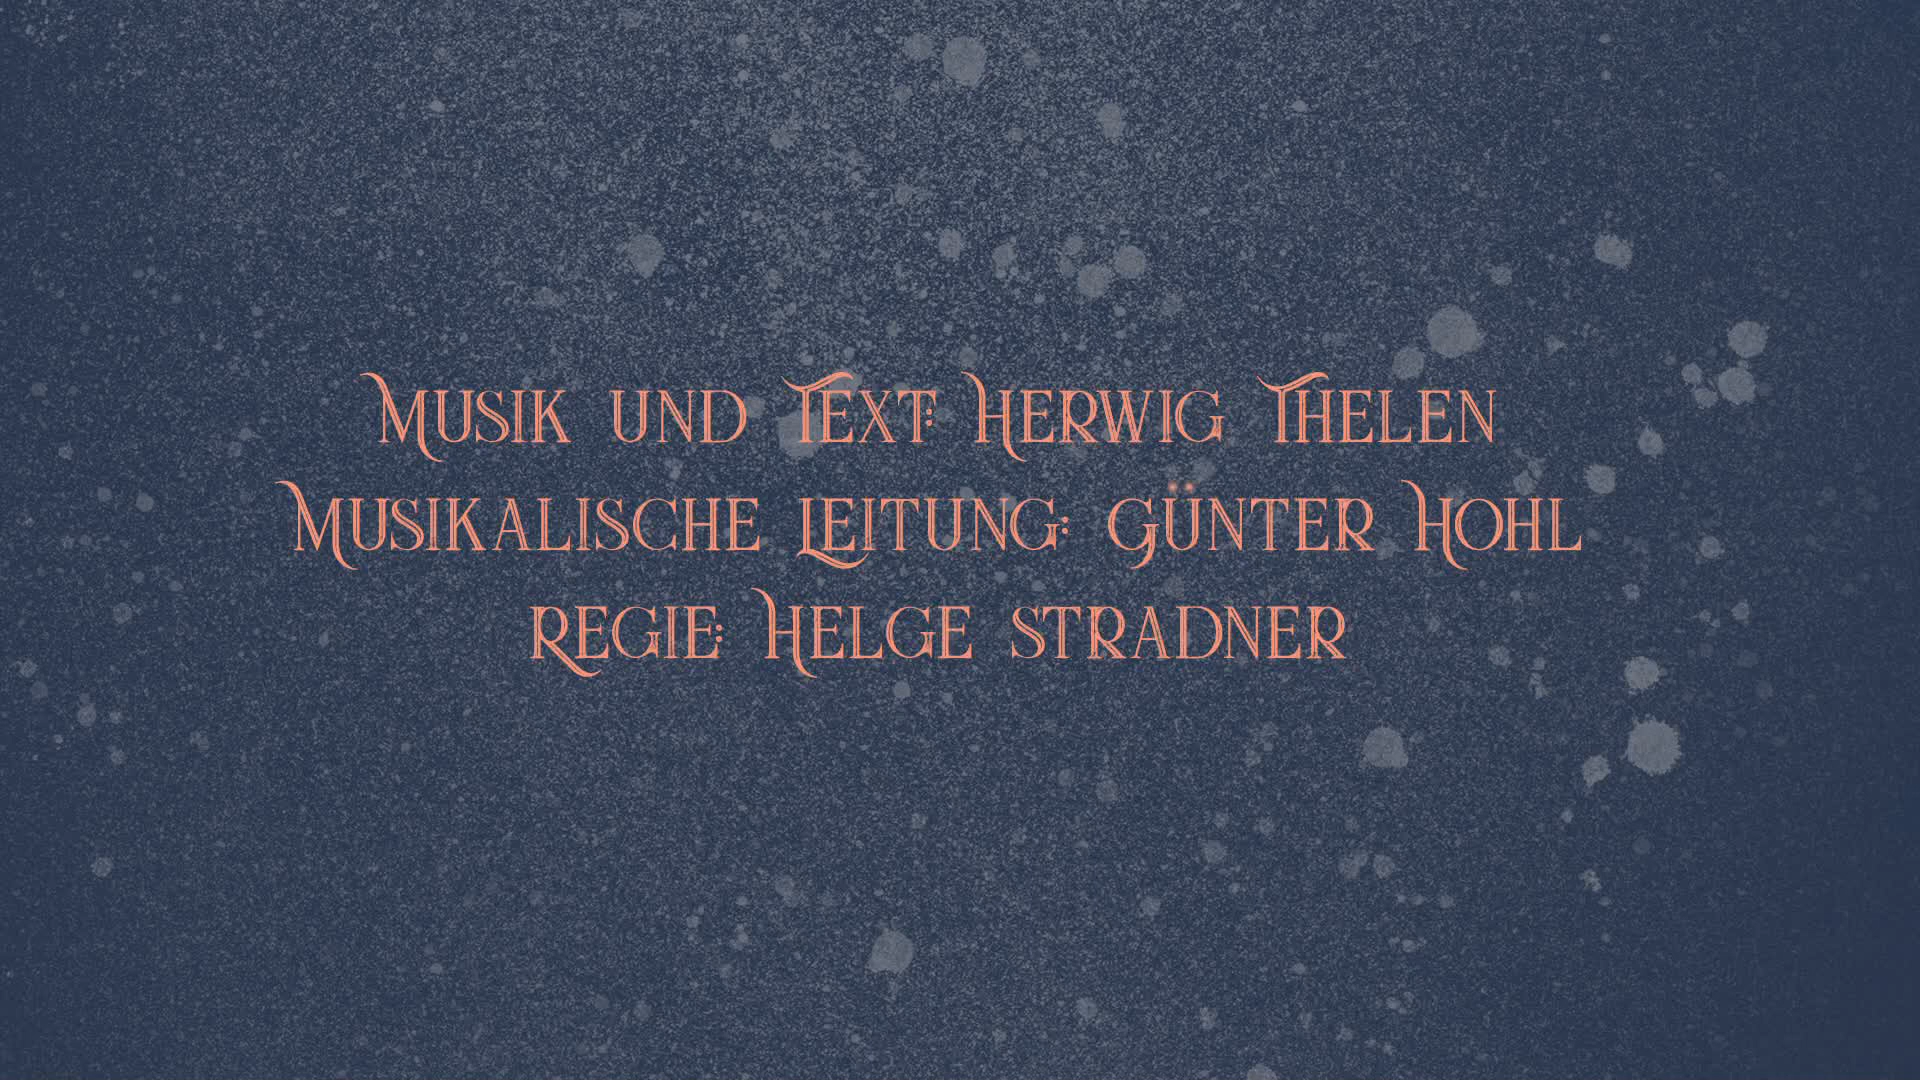 Musik und Text: Herwig Thelen
Musikalische Leitung: Günter Hohl
Regie: Helge Stradner